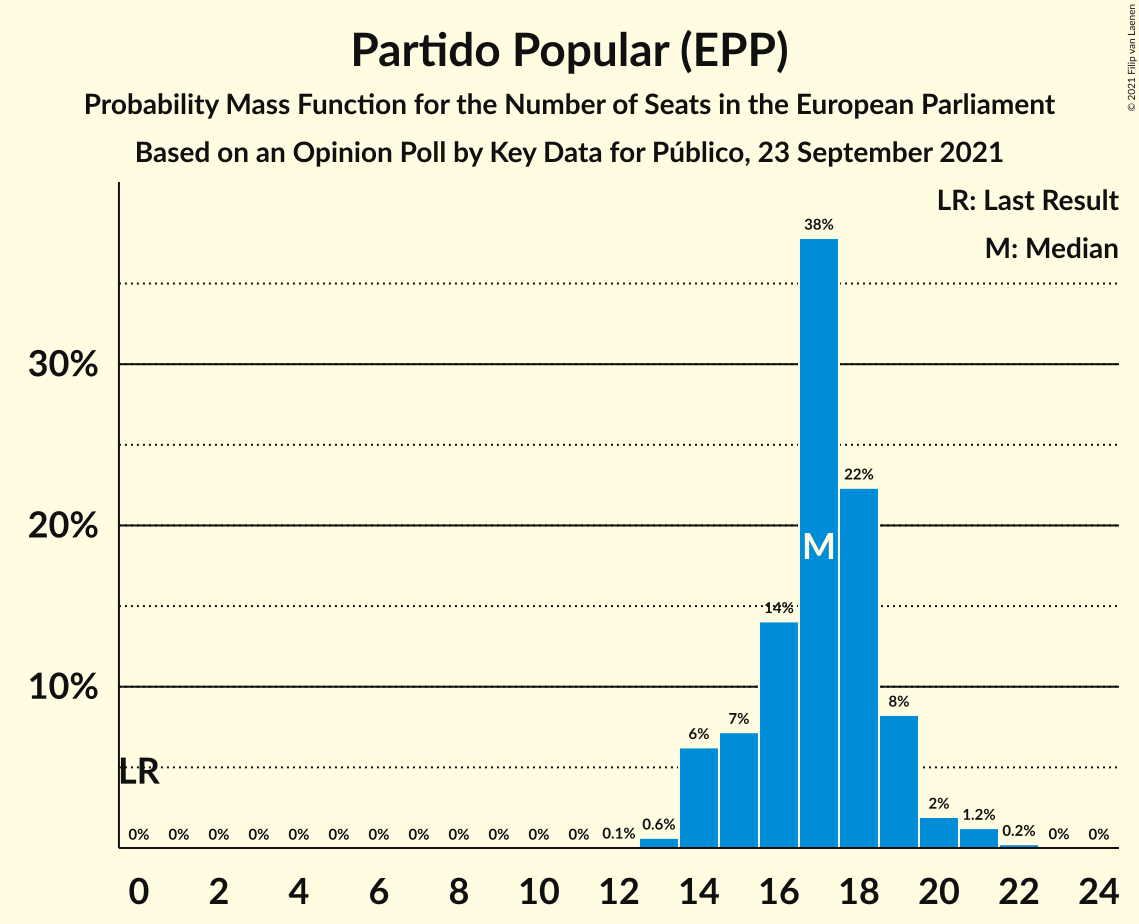 Partido Popular (EPP)
Probability Mass Function for the Number of Seats in the European Parliament
Based on an Opinion Poll by Key Data for Público, 23 September 2021
© 2021 Filip van Laenen
LR: Last Result
M: Median
38%
30%
22%
20%
M
14%
10%
8%
7%
6%
LR
2%
1.2%
0.6%
0.2%
0% 0% 0% 0% 0% 0% 0% 0% 0% 0% 0% 0% 0.1% 0% 0%
0 2 4 6 8 10 12 14 16 18 20 22 24